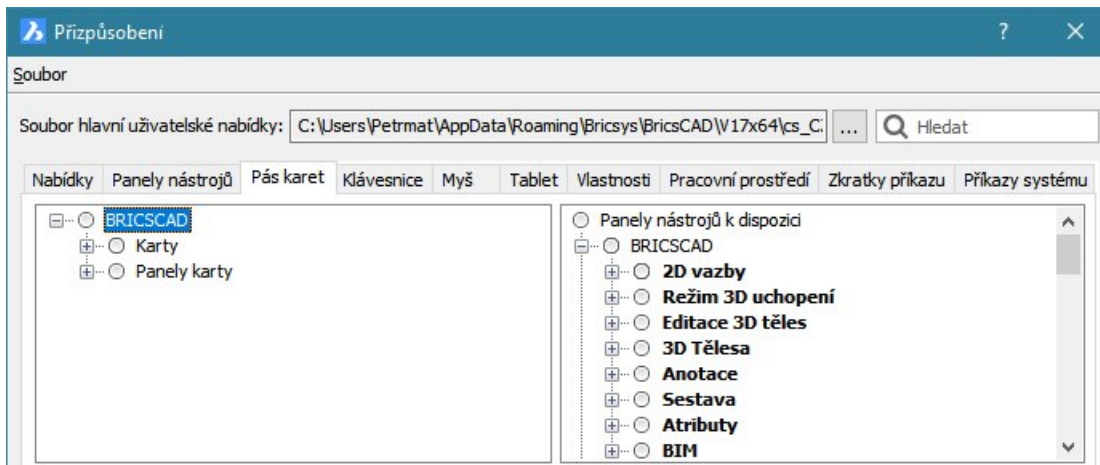 Přizpůsobení
Soubor
Soubor hlavní uživatelské nabídky: C:\Users\Petrmat\AppData\Roaming\Bricsys\BricsCAD\V17x64\cs_C. ... Hledat
Nabídky Panely nástrojů Pás karet Klávesnice Myš Tablet Vlastnosti Pracovní prostředí Zkratky příkazu Příkazy systému
BRICSCAD
Karty
Panely karty
Panely nástrojů k dispozici
BRICSCAD
2D vazby
Režim 3D uchopení
Editace 3D těles
3D Tělesa
Anotace
Sestava
Atributy
BIM